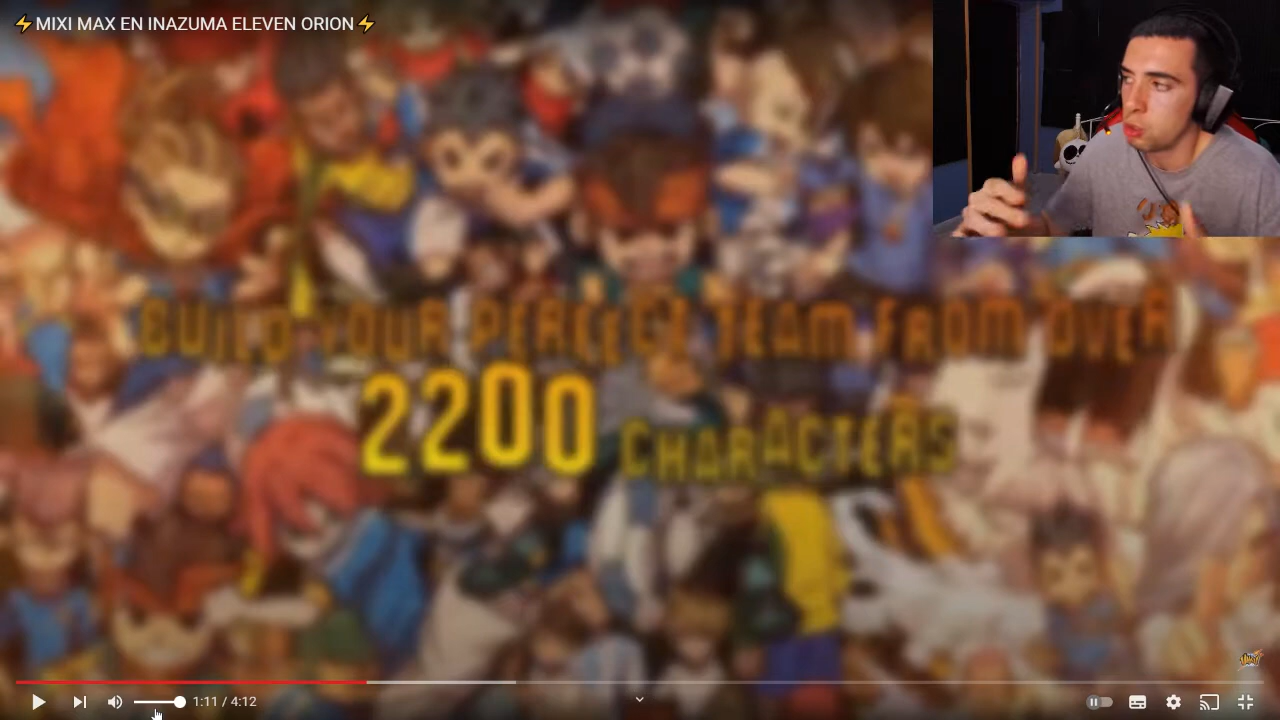 ⚡MIXI MAX EN INAZUMA ELEVEN ORION⚡
BUILD YOUR PERFECT TEAM FROM OVER
2200 CHARACTERS
1:11 / 4:12